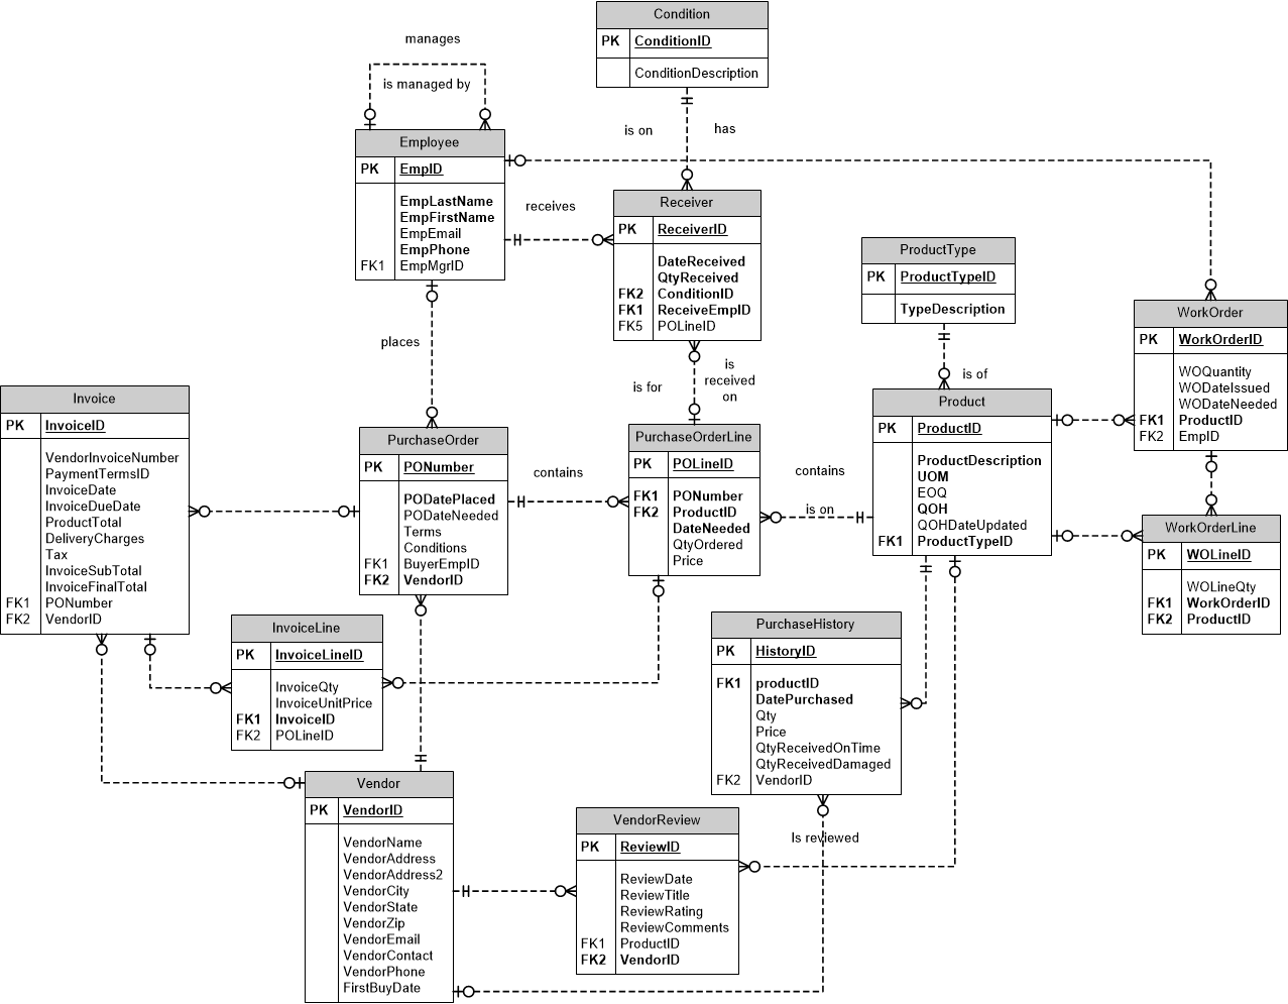 Condition
PK ConditionID
ConditionDescription
manages
is managed by
is on
has
Employee
PK EmpID
EmpLastName
EmpFirstName
EmpEmail
EmpPhone
FK1 EmpMgrID
receives
Receiver
PK ReceiverID
DateReceived
QtyReceived
FK2 ConditionID
FK1 ReceiveEmpID
FK5 POLineID
ProductType
PK ProductTypeID
TypeDescription
WorkOrder
PK WorkOrderID
WOQuantity
WODateIssued
WODateNeeded
FK1 ProductID
FK2 EmpID
places
is for
is
received
on
is of
Invoice
PK InvoiceID
VendorInvoiceNumber
PaymentTermsID
InvoiceDate
InvoiceDueDate
ProductTotal
DeliveryCharges
Tax
InvoiceSubTotal
InvoiceFinalTotal
FK1 PONumber
FK2 VendorID
PurchaseOrder
PK PONumber
PODatePlaced
PODateNeeded
Terms
Conditions
FK1 BuyerEmpID
FK2 VendorID
contains
PurchaseOrderLine
PK POLineID
FK1 PONumber
FK2 ProductID
DateNeeded
QtyOrdered
Price
contains
is on
Product
PK ProductID
ProductDescription
UOM
EOQ
QOH
QOHDateUpdated
FK1 ProductTypeID
WorkOrderLine
PK WOLineID
WOLineQty
FK1 WorkOrderID
FK2 ProductID
InvoiceLine
PK InvoiceLineID
InvoiceQty
InvoiceUnitPrice
FK1 InvoiceID
FK2 POLineID
PurchaseHistory
PK HistoryID
FK1 productID
DatePurchased
Qty
Price
QtyReceivedOnTime
QtyReceivedDamaged
FK2 VendorID
Is reviewed
Vendor
PK VendorID
VendorName
VendorAddress
VendorAddress2
VendorCity
VendorState
VendorZip
VendorEmail
VendorContact
VendorPhone
FirstBuyDate
VendorReview
PK ReviewID
ReviewDate
ReviewTitle
ReviewRating
ReviewComments
FK1 ProductID
FK2 VendorID